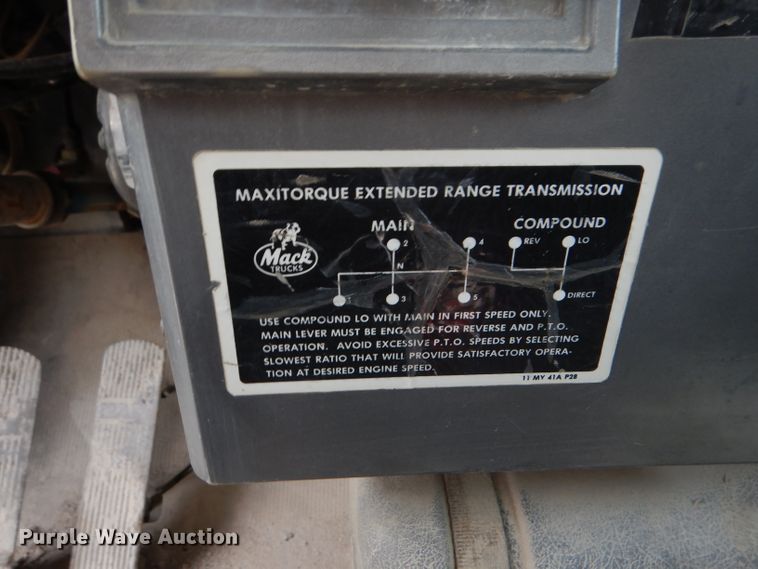 MAXITORQUE EXTENDED RANGE TRANSMISSION
MAIN COMPOUND
2 4 REV LO
Mack
TRUCKS
N
1 3 5 DIRECT
USE COMPOUND LO WITH MAIN IN FIRST SPEED ONLY.
MAIN LEVER MUST BE ENGAGED FOR REVERSE AND P.T.O.
OPERATION. AVOID EXCESSIVE P.T.O. SPEEDS BY SELECTING
SLOWEST RATIO THAT WILL PROVIDE SATISFACTORY OPERA-
TION AT DESIRED ENGINE SPEED.
11 MY 41A P28
Purple Wave Auction